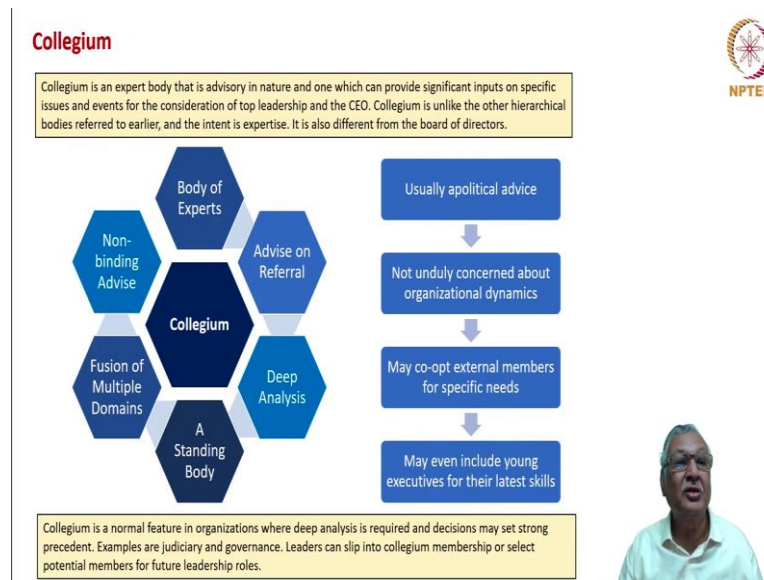 Collegium
Collegium is an expert body that is advisory in nature and one which can provide significant inputs on specific
issues and events for the consideration of top leadership and the CEO. Collegium is unlike the other hierarchical
bodies referred to earlier, and the intent is expertise. It is also different from the board of directors.
Body of
Experts
Advise on
Referral
Deep
Analysis
A
Standing
Body
Fusion of
Multiple
Domains
Non-
binding
Advise
Collegium
Usually apolitical advice
Not unduly concerned about
organizational dynamics
May co-opt external members
for specific needs
May even include young
executives for their latest skills
Collegium is a normal feature in organizations where deep analysis is required and decisions may set strong
precedent. Examples are judiciary and governance. Leaders can slip into collegium membership or select
potential members for future leadership roles.
NPTE